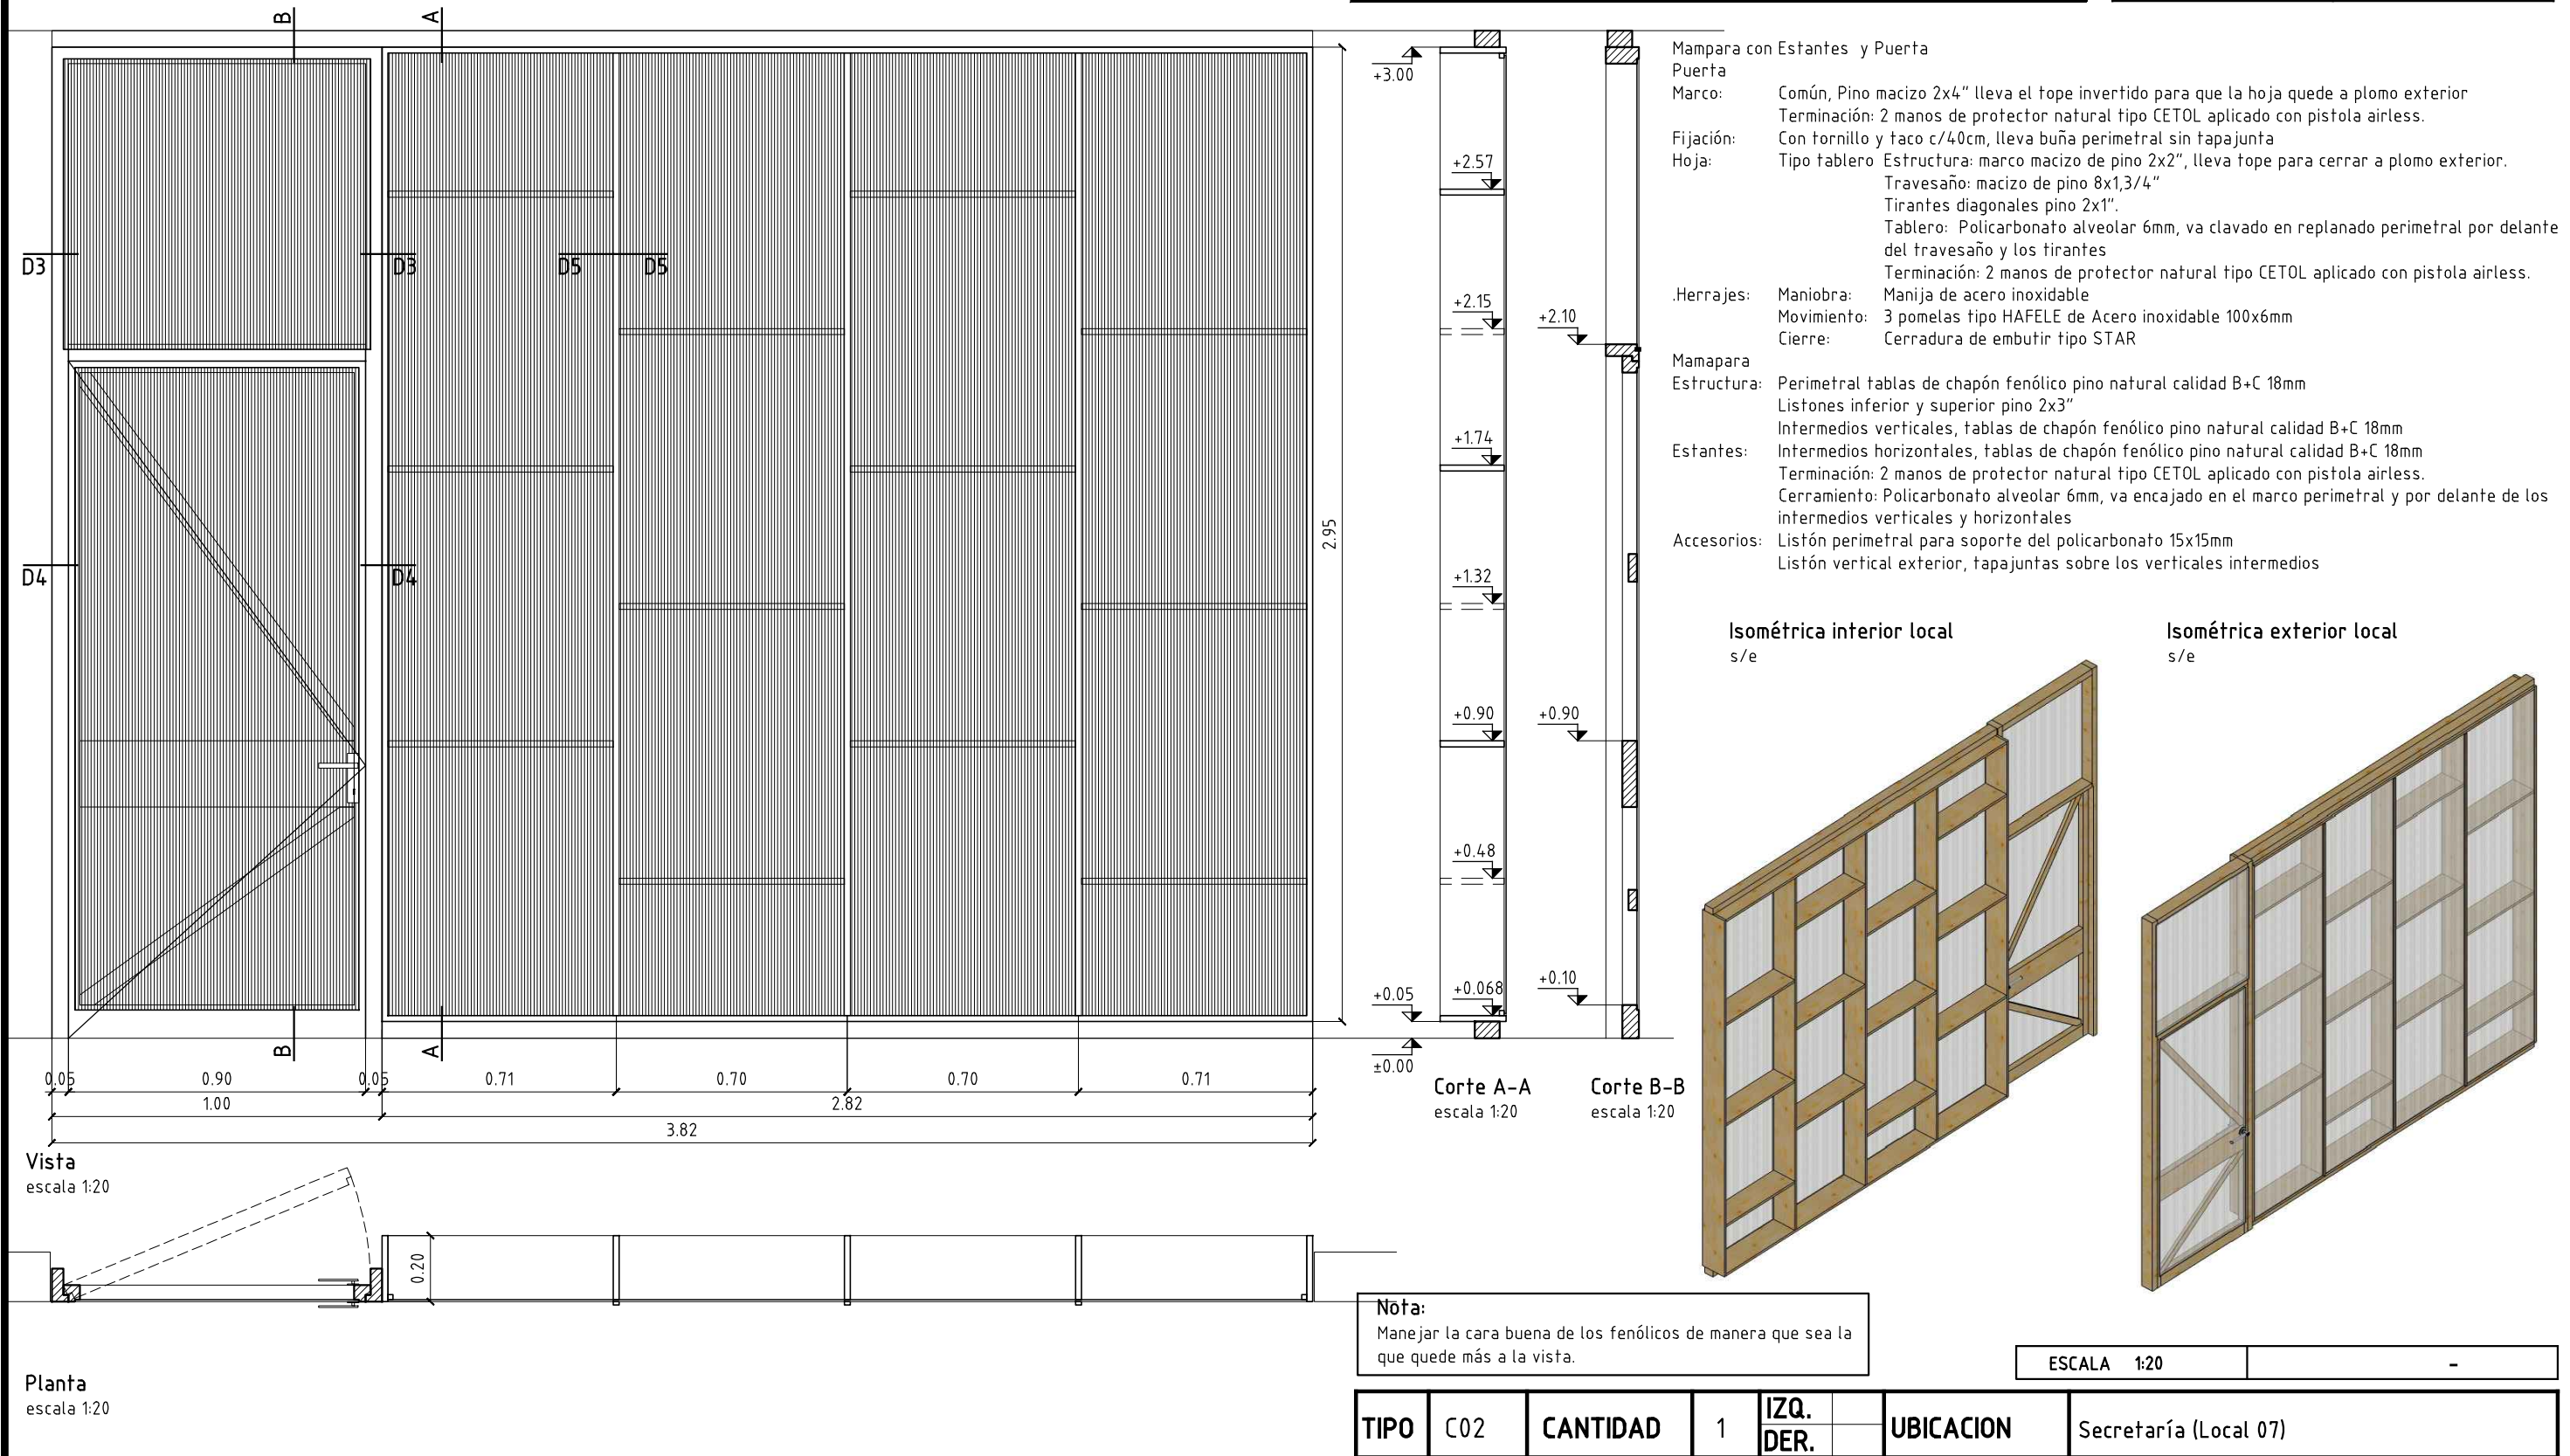 B
A
Mampara con Estantes y Puerta
Puerta
Marco: Común, Pino macizo 2x4" lleva el tope invertido para que la hoja quede a plomo exterior
Terminación: 2 manos de protector natural tipo CETOL aplicado con pistola airless.
Fijación: Con tornillo y taco c/40cm, lleva buña perimetral sin tapajunta
Hoja: Tipo tablero Estructura: marco macizo de pino 2x2", lleva tope para cerrar a plomo exterior.
Travesaño: macizo de pino 8x1,3/4"
Tirantes diagonales pino 2x1".
Tablero: Policarbonato alveolar 6mm, va clavado en replanado perimetral por delante
del travesaño y los tirantes
Terminación: 2 manos de protector natural tipo CETOL aplicado con pistola airless.
.Herrajes: Maniobra: Manija de acero inoxidable
Movimiento: 3 pomelas tipo HAFELE de Acero inoxidable 100x6mm
Cierre: Cerradura de embutir tipo STAR
Mamapara
Estructura: Perimetral tablas de chapón fenólico pino natural calidad B+C 18mm
Listones inferior y superior pino 2x3"
Intermedios verticales, tablas de chapón fenólico pino natural calidad B+C 18mm
Estantes: Intermedios horizontales, tablas de chapón fenólico pino natural calidad B+C 18mm
Terminación: 2 manos de protector natural tipo CETOL aplicado con pistola airless.
Cerramiento: Policarbonato alveolar 6mm, va encajado en el marco perimetral y por delante de los
intermedios verticales y horizontales
Accesorios: Listón perimetral para soporte del policarbonato 15x15mm
Listón vertical exterior, tapajuntas sobre los verticales intermedios
D3
D3
D5
D5
D4
D4
2.95
+3.00
+2.57
+2.15
+1.74
+1.32
+0.90
+0.48
+0.068
+0.05
±0.00
+2.10
+0.90
+0.10
Isométrica interior local
s/e
Isométrica exterior local
s/e
B
A
0.05
0.90
0.05
0.71
0.70
0.70
0.71
1.00
2.82
3.82
Corte A-A
escala 1:20
Corte B-B
escala 1:20
Vista
escala 1:20
0.20
Planta
escala 1:20
Nota:
Manejar la cara buena de los fenólicos de manera que sea la
que quede más a la vista.
ESCALA 1:20 -
TIPO C02 CANTIDAD 1 IZQ. DER. UBICACION Secretaría (Local 07)